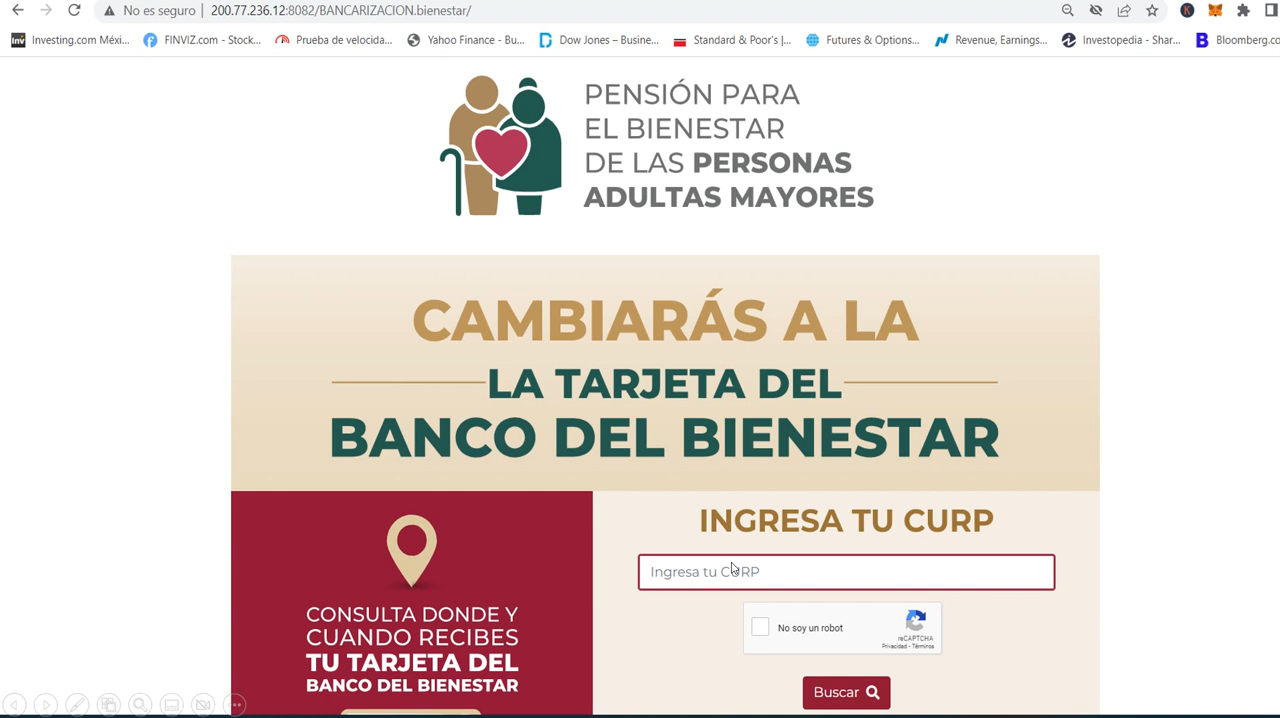 No es seguro
200.77.236.12:8082/BANCARIZACION.bienestar/
Investing.com Méxi...
FINVIZ.com - Stock...
Prueba de velocida...
Yahoo Finance - Bu...
Dow Jones – Busine...
Standard & Poor's |...
Futures & Options...
Revenue, Earnings...
Investopedia - Shar...
Bloomberg.co
PENSIÓN PARA
EL BIENESTAR
DE LAS PERSONAS
ADULTAS MAYORES
CAMBIARÁS A LA
LA TARJETA DEL
BANCO DEL BIENESTAR
CONSULTA DONDE Y
CUANDO RECIBES
TU TARJETA DEL
BANCO DEL BIENESTAR
INGRESA TU CURP
Ingresa tu CURP
No soy un robot
reCAPTCHA
Privacidad - Términos
Buscar